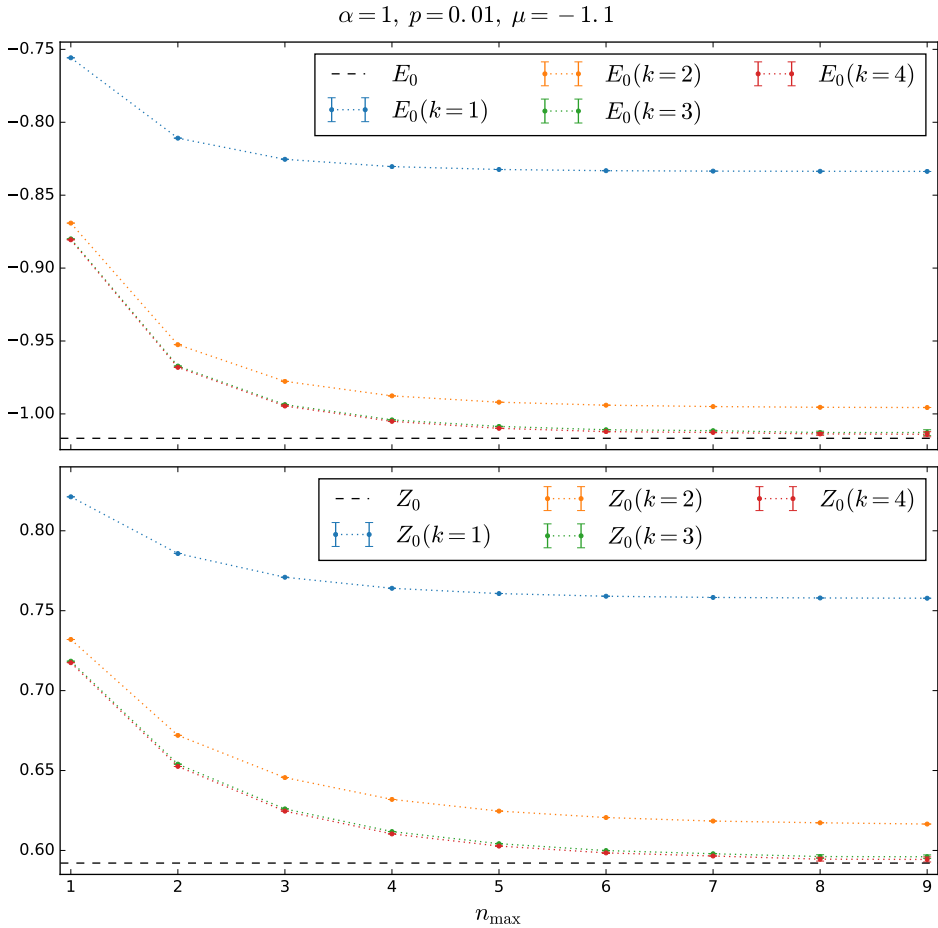 α=1, p=0.01, μ=−1.1
−0.75
−0.80
−0.85
−0.90
−0.95
−1.00
E₀
E₀(k=1)
E₀(k=2)
E₀(k=3)
E₀(k=4)
0.80
0.75
0.70
0.65
0.60
Z₀
Z₀(k=1)
Z₀(k=2)
Z₀(k=3)
Z₀(k=4)
1 2 3 4 5 6 7 8 9
n_max